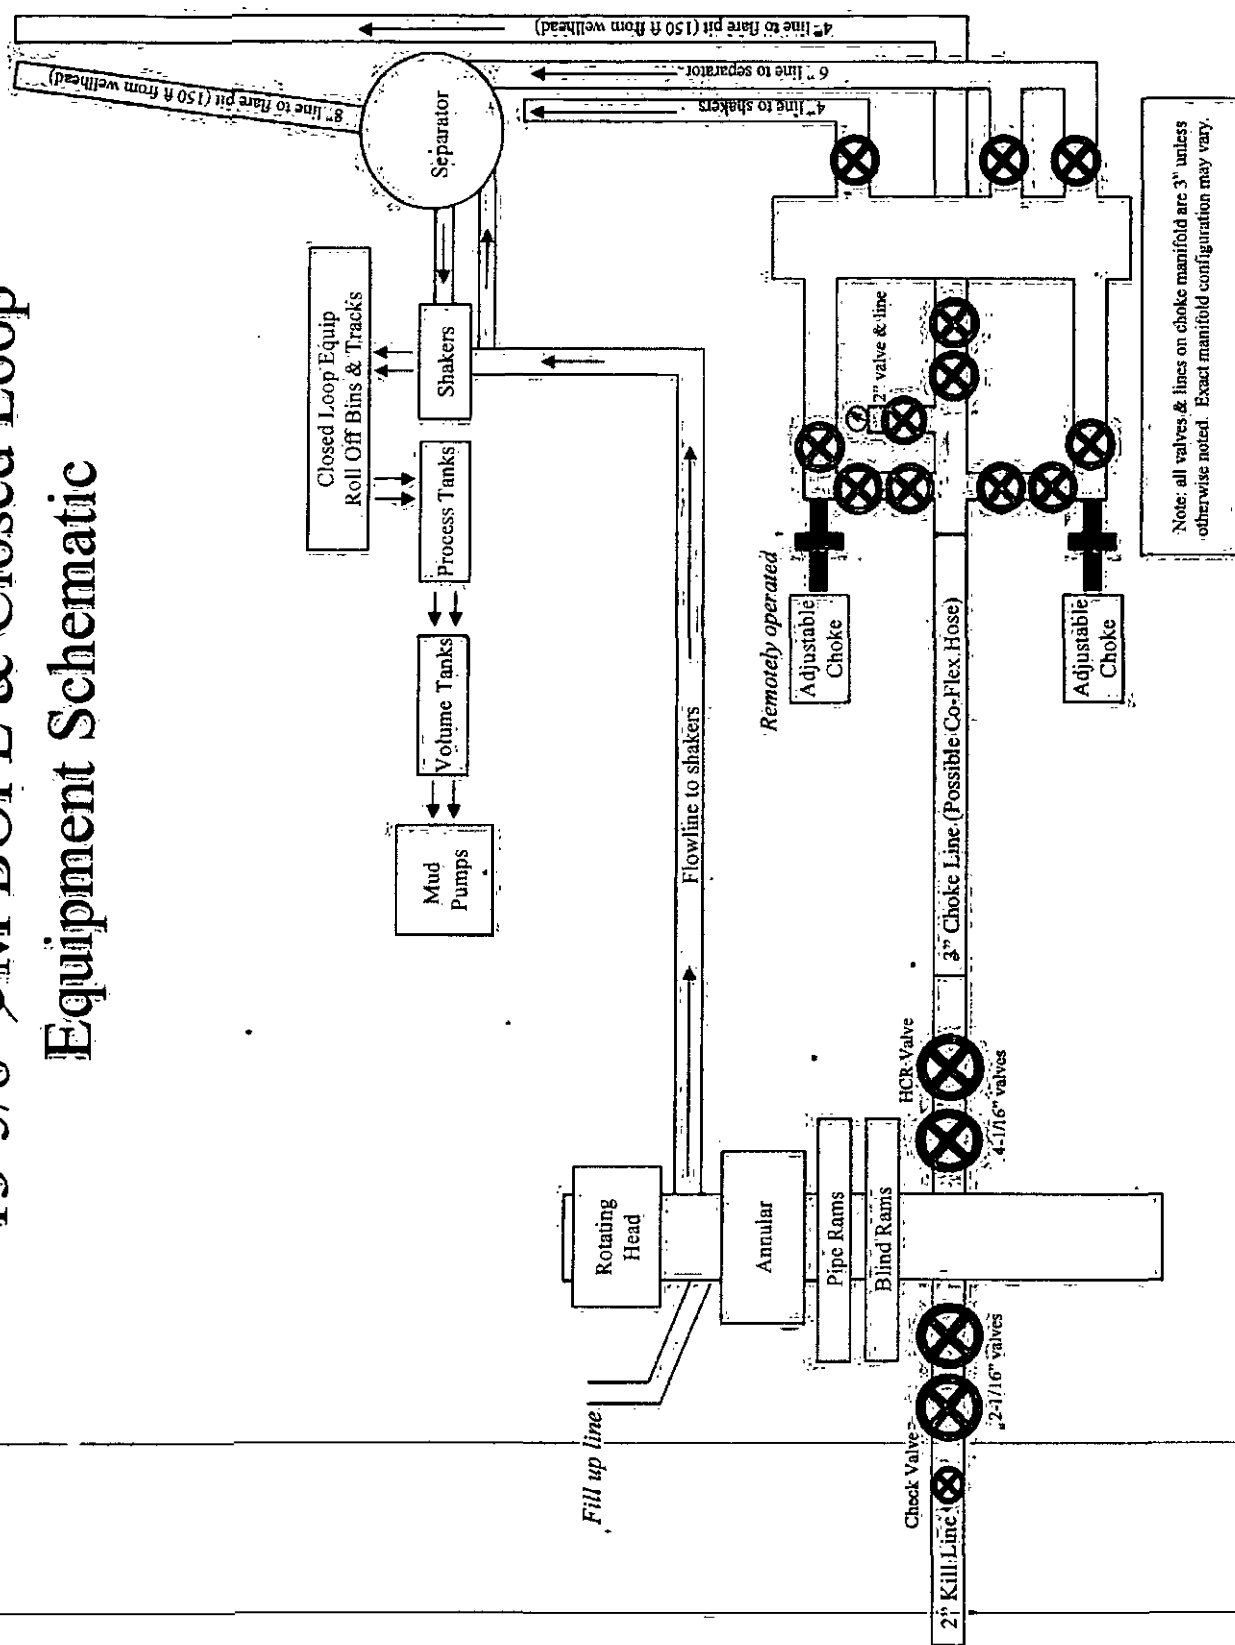 Equipment Schematic
4" line to flare pit (150 ft from wellhead)
8" line to flare pit (150 ft from wellhead)
6" line to separator
4" line to shakers
Separator
Closed Loop Equip
Roll Off Bins & Tracks
Shakers
Process Tanks
Volume Tanks
Mud
Pumps
Flowline to shakers
Rotating
Head
Fill up line
Annular
Pipe Rams
Blind Rams
Check Valve
2" Kill Line
2-1/16" valves
HCR Valve
4-1/16" valves
3" Choke Line (Possible Co-Flex Hose)
Remotely operated
Adjustable
Choke
Adjustable
Choke
2" valve & line
Note: all valves & lines on choke manifold are 3" unless
otherwise noted. Exact manifold configuration may vary.